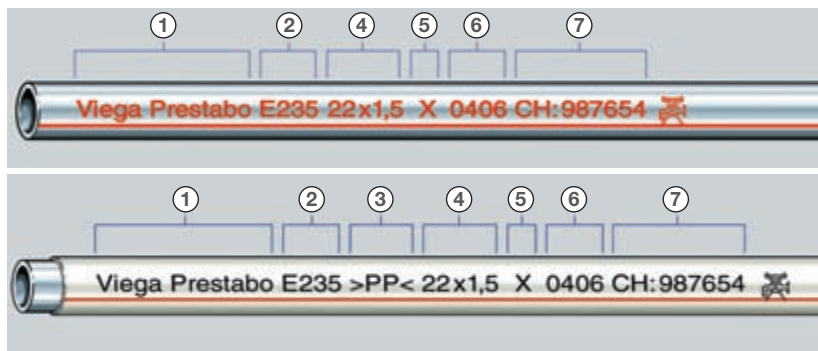 1 2 4 5 6 7
Viega Prestabo E235 22x1,5 X 0406 CH:987654
1 2 3 4 5 6 7
Viega Prestabo E235 >PP< 22x1,5 X 0406 CH:987654